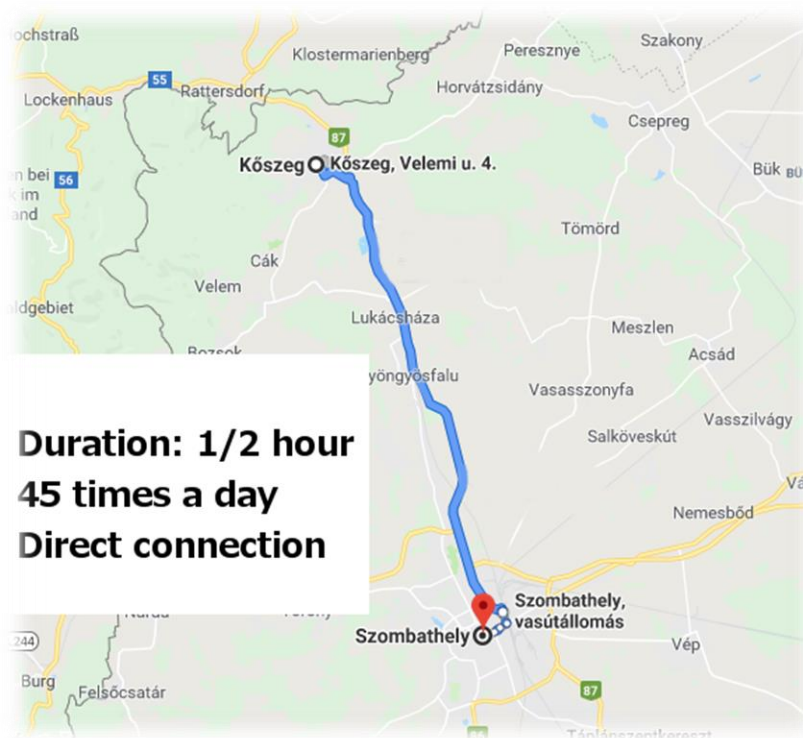 Szakony
Peresznye
Klostermarienberg
55
Rattersdorf
Horvátzsidány
Lockenhaus
Csepreg
87
Kőszeg
Kőszeg, Velemi u. 4.
Bük
56
Tömörd
Cák
Velem
Lukácsháza
Meszlen
Acsád
Vasasszonyfa
Vasszilvágy
Salköveskút
Duration: 1/2 hour
45 times a day
Direct connection
Nemesbőd
Szombathely,
vasútállomás
Szombathely
Vép
244
Burg
Felsőcsatár
87